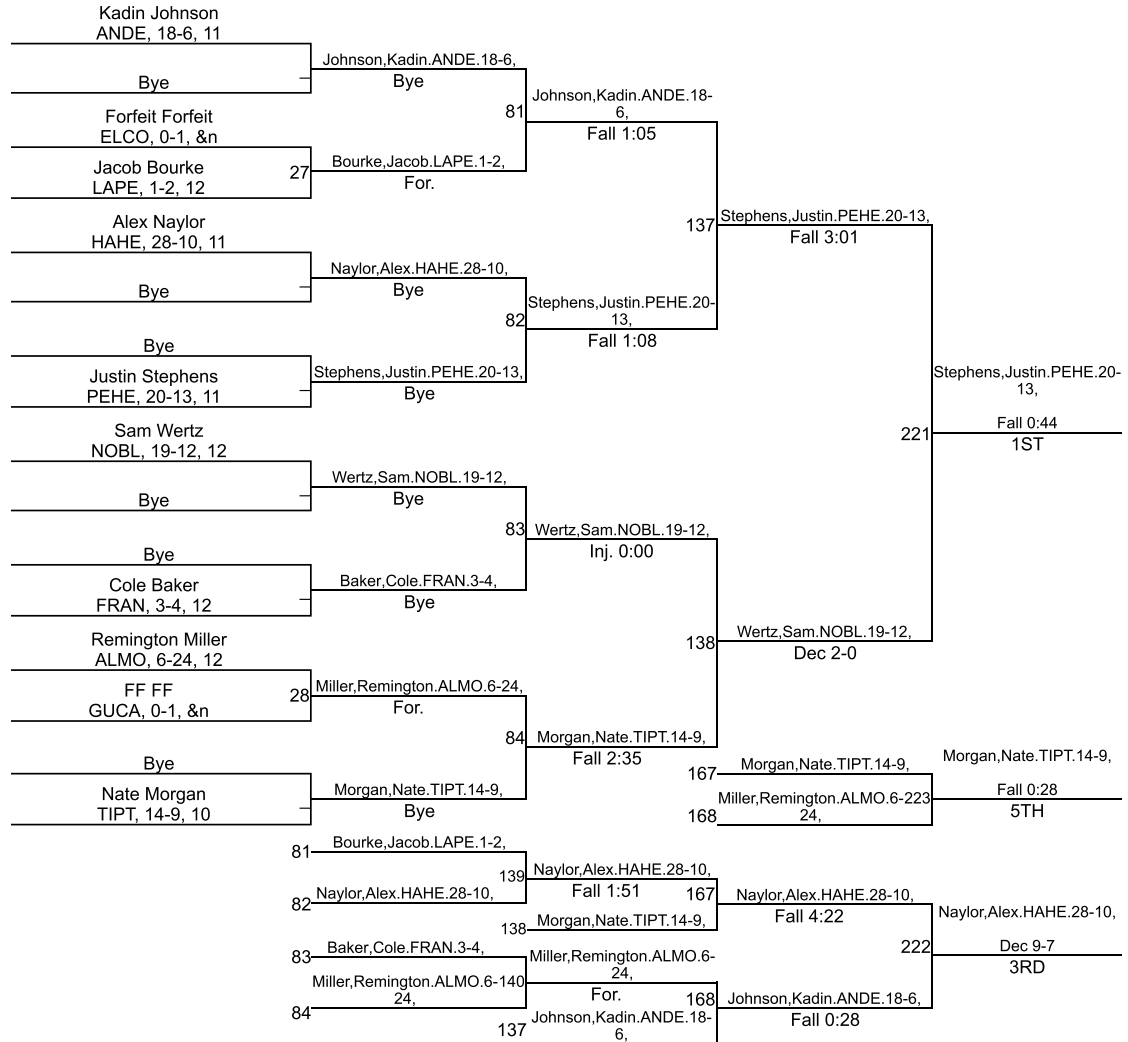 Kadin Johnson
ANDE, 18-6, 11
Bye
Forfeit Forfeit
ELCO, 0-1, &n
27
Jacob Bourke
LAPE, 1-2, 12
Alex Naylor
HAHE, 28-10, 11
Bye
Bye
Justin Stephens
PEHE, 20-13, 11
Sam Wertz
NOBL, 19-12, 12
Bye
Bye
Cole Baker
FRAN, 3-4, 12
Remington Miller
ALMO, 6-24, 12
28
FF FF
GUCA, 0-1, &n
Bye
Nate Morgan
TIPT, 14-9, 10
Johnson,Kadin.ANDE.18-6,
Bye
81
Bourke,Jacob.LAPE.1-2,
For.
Naylor,Alex.HAHE.28-10,
Bye
82
Stephens,Justin.PEHE.20-13,
Bye
Wertz,Sam.NOBL.19-12,
Bye
83
Baker,Cole.FRAN.3-4,
Bye
Miller,Remington.ALMO.6-24,
For.
84
Morgan,Nate.TIPT.14-9,
Bye
Johnson,Kadin.ANDE.18-
6,
Fall 1:05
137
Stephens,Justin.PEHE.20-
13,
Fall 1:08
Wertz,Sam.NOBL.19-12,
Inj. 0:00
138
Morgan,Nate.TIPT.14-9,
Fall 2:35
Stephens,Justin.PEHE.20-13,
Fall 3:01
221
Wertz,Sam.NOBL.19-12,
Dec 2-0
Stephens,Justin.PEHE.20-
13,
Fall 0:44
1ST
167
Morgan,Nate.TIPT.14-9,
168
Miller,Remington.ALMO.6-223
24,
Morgan,Nate.TIPT.14-9,
Fall 0:28
5TH
81
Bourke,Jacob.LAPE.1-2,
139
82
Naylor,Alex.HAHE.28-10,
Naylor,Alex.HAHE.28-10,
Fall 1:51
167
138
Morgan,Nate.TIPT.14-9,
83
Baker,Cole.FRAN.3-4,
84
Miller,Remington.ALMO.6-140
24,
Miller,Remington.ALMO.6-
24,
For.
168
137
Johnson,Kadin.ANDE.18-
6,
Naylor,Alex.HAHE.28-10,
Fall 4:22
222
Johnson,Kadin.ANDE.18-6,
Fall 0:28
Naylor,Alex.HAHE.28-10,
Dec 9-7
3RD